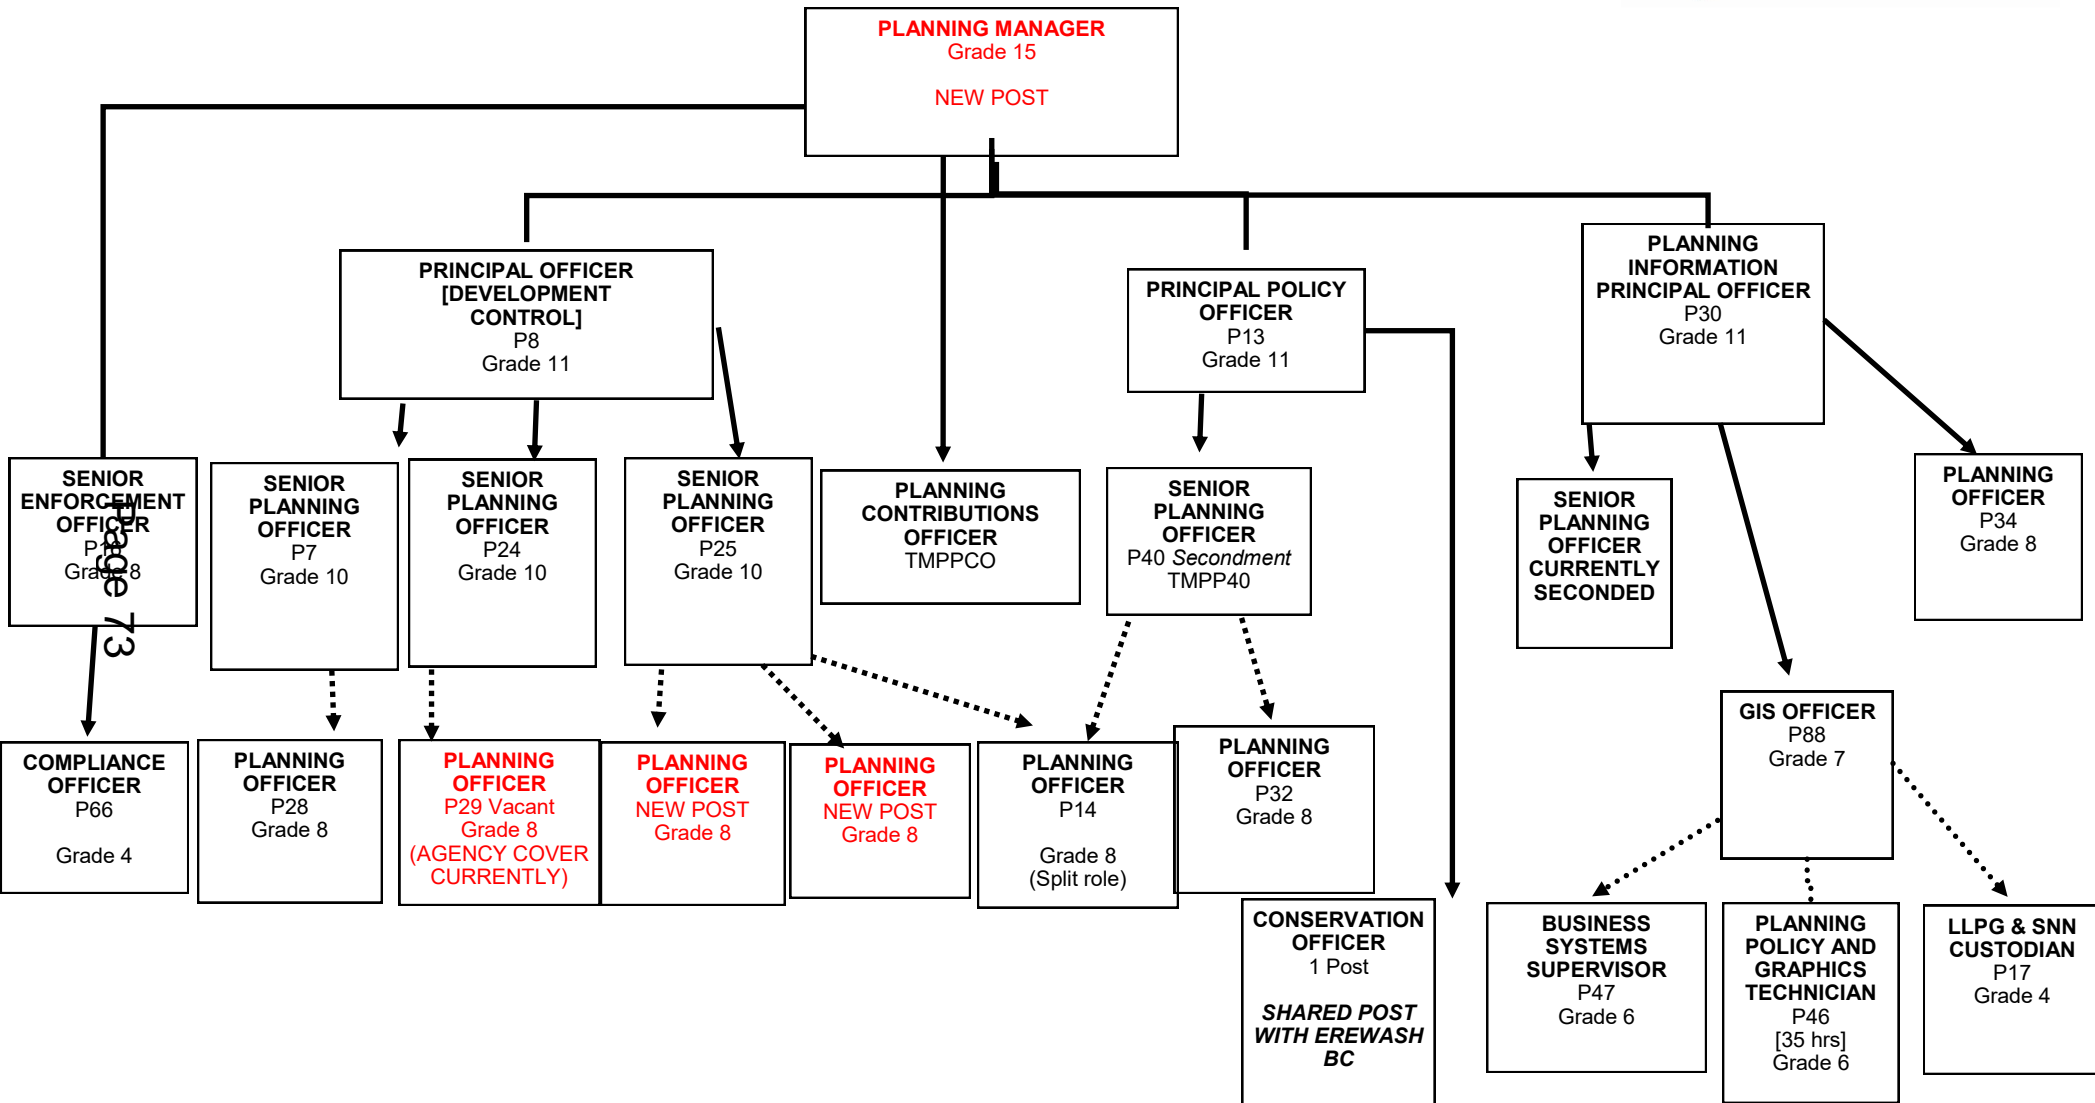 PLANNING MANAGER
Grade 15
NEW POST
PRINCIPAL OFFICER
[DEVELOPMENT
CONTROL]
P8
Grade 11
PRINCIPAL POLICY
OFFICER
P13
Grade 11
PLANNING
INFORMATION
PRINCIPAL OFFICER
P30
Grade 11
SENIOR
ENFORCEMENT
OFFICER
P16
Grade 8
Page 73
SENIOR
PLANNING
OFFICER
P7
Grade 10
SENIOR
PLANNING
OFFICER
P24
Grade 10
SENIOR
PLANNING
OFFICER
P25
Grade 10
PLANNING
CONTRIBUTIONS
OFFICER
TMPPCO
SENIOR
PLANNING
OFFICER
P40 Secondment
TMPP40
SENIOR
PLANNING
OFFICER
CURRENTLY
SECONDED
PLANNING
OFFICER
P34
Grade 8
GIS OFFICER
P88
Grade 7
COMPLIANCE
OFFICER
P66
Grade 4
PLANNING
OFFICER
P28
Grade 8
PLANNING
OFFICER
P29 Vacant
Grade 8
(AGENCY COVER
CURRENTLY)
PLANNING
OFFICER
NEW POST
Grade 8
PLANNING
OFFICER
NEW POST
Grade 8
PLANNING
OFFICER
P14
Grade 8
(Split role)
PLANNING
OFFICER
P32
Grade 8
CONSERVATION
OFFICER
1 Post
SHARED POST
WITH EREWASH
BC
BUSINESS
SYSTEMS
SUPERVISOR
P47
Grade 6
PLANNING
POLICY AND
GRAPHICS
TECHNICIAN
P46
[35 hrs]
Grade 6
LLPG & SNN
CUSTODIAN
P17
Grade 4